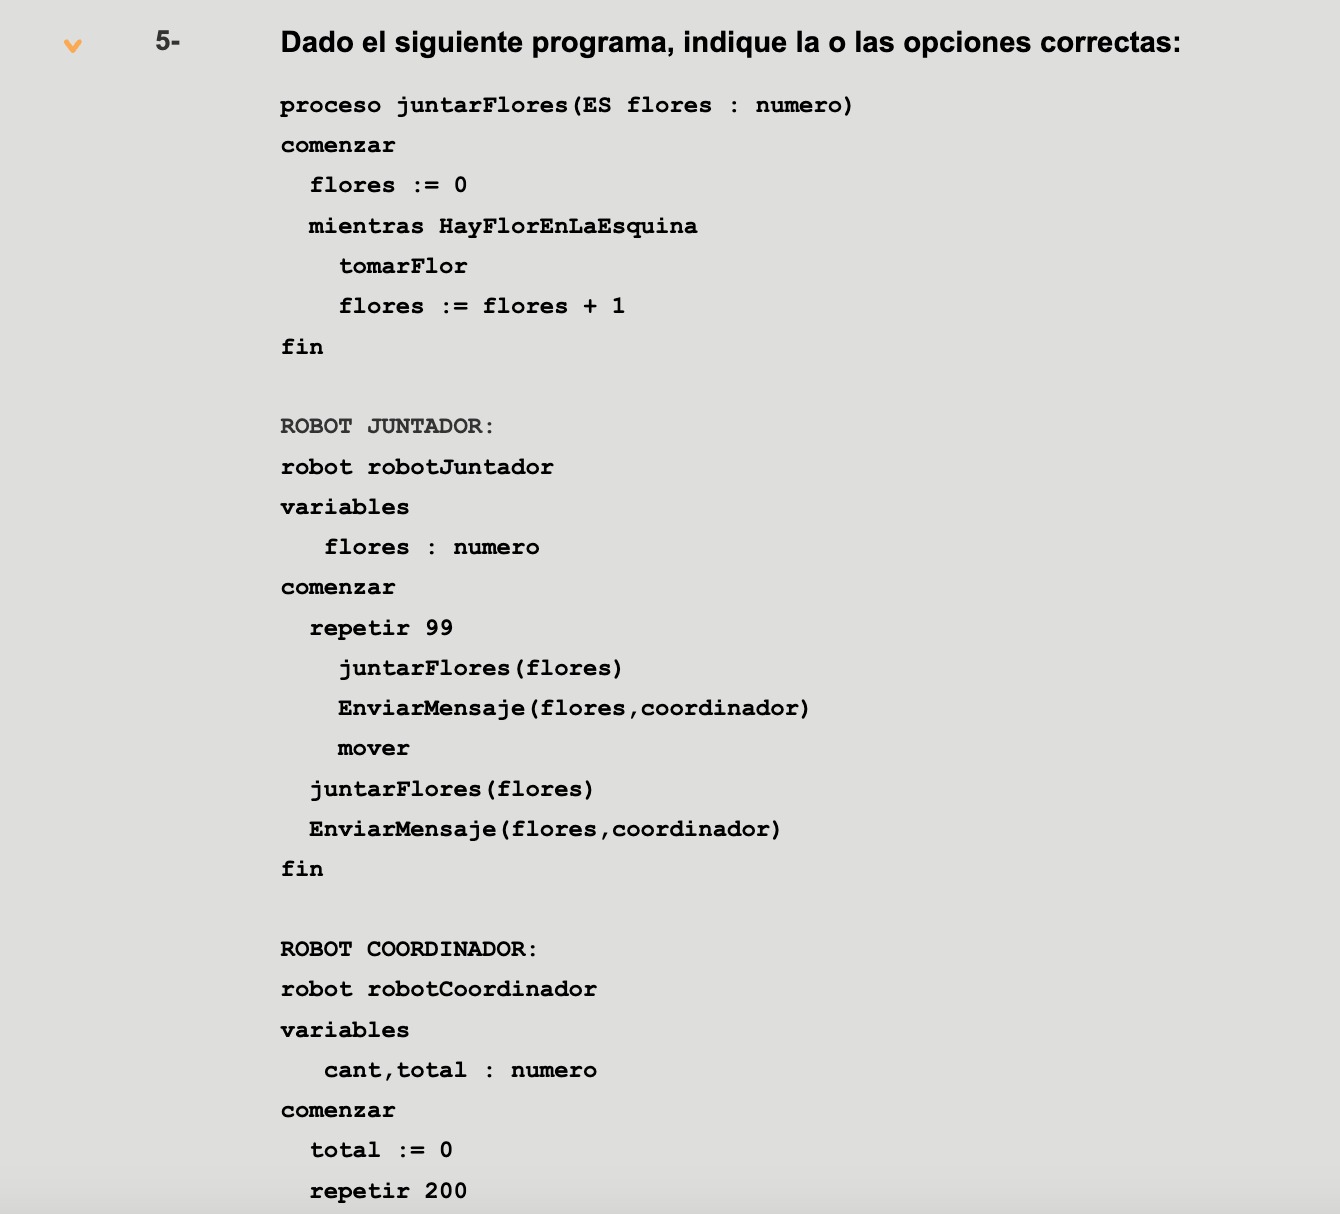 5- Dado el siguiente programa, indique la o las opciones correctas:
proceso juntarFlores(ES flores : numero)
comenzar
  flores := 0
  mientras HayFlorEnLaEsquina
    tomarFlor
    flores := flores + 1
fin
ROBOT JUNTADOR:
robot robotJuntador
variables
   flores : numero
comenzar
  repetir 99
    juntarFlores(flores)
    EnviarMensaje(flores,coordinador)
    mover
  juntarFlores(flores)
  EnviarMensaje(flores,coordinador)
fin
ROBOT COORDINADOR:
robot robotCoordinador
variables
   cant,total : numero
comenzar
  total := 0
  repetir 200